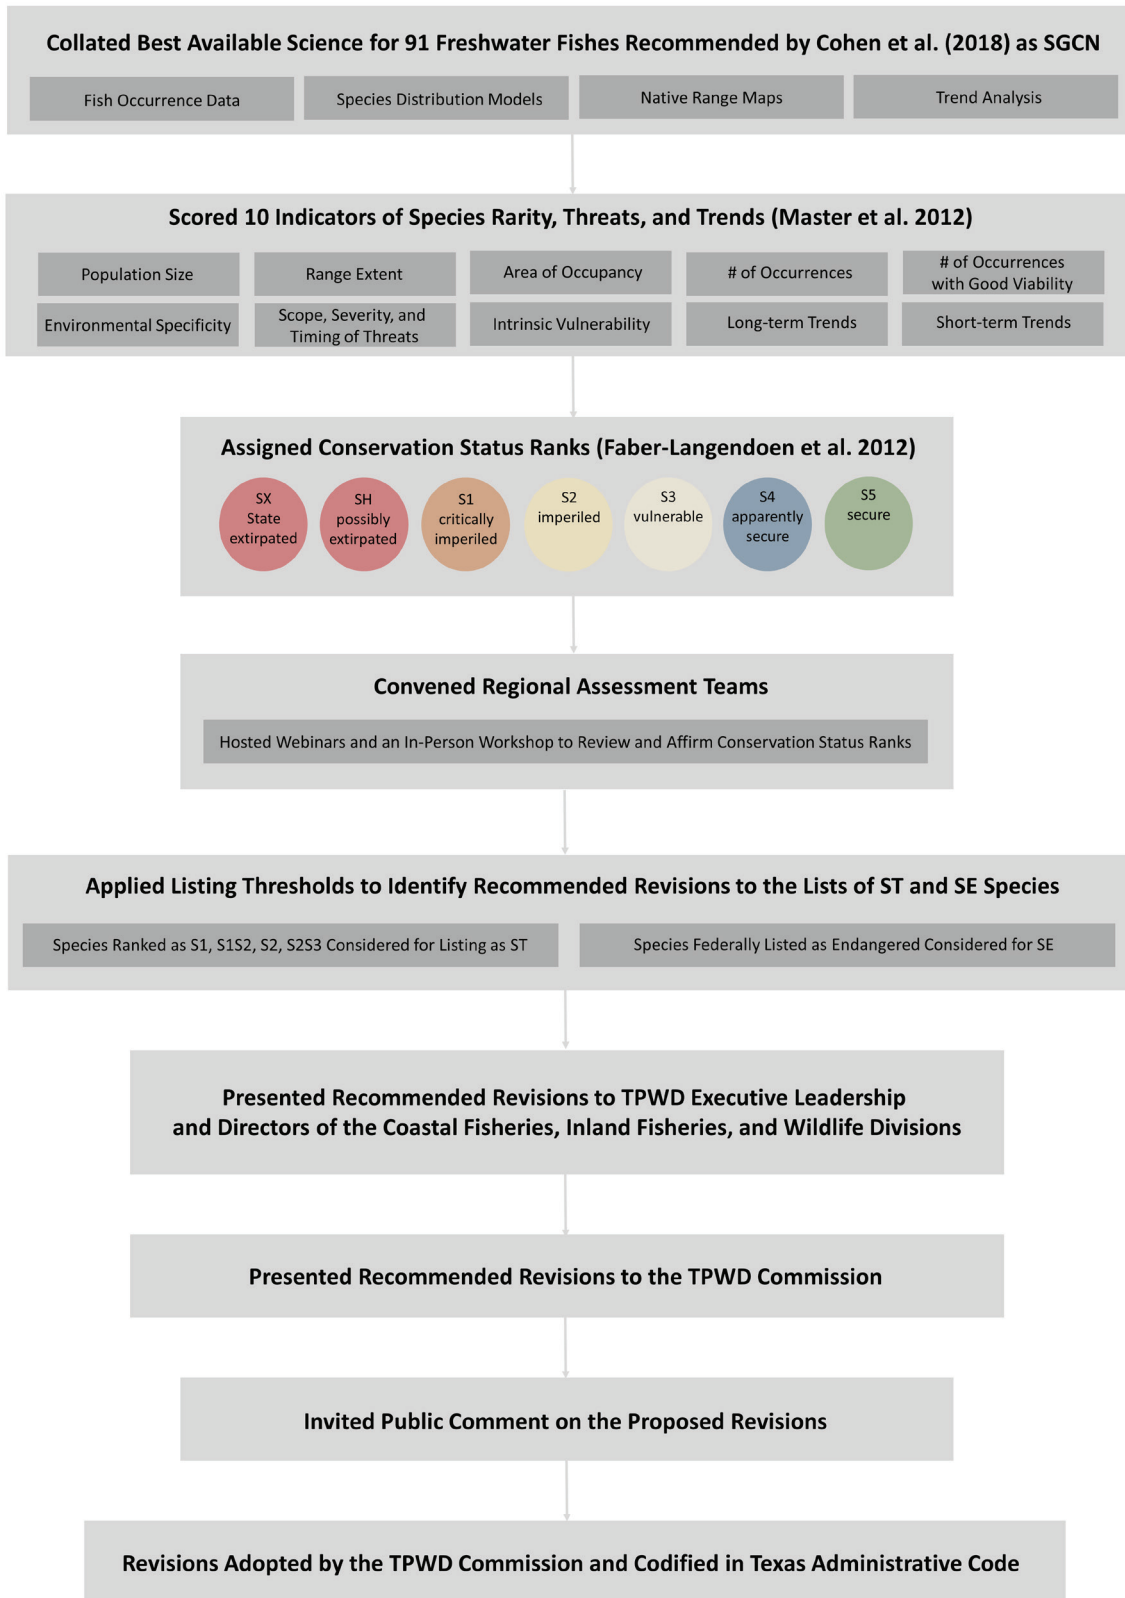 Collated Best Available Science for 91 Freshwater Fishes Recommended by Cohen et al. (2018) as SGCN
Fish Occurrence Data
Species Distribution Models
Native Range Maps
Trend Analysis
Scored 10 Indicators of Species Rarity, Threats, and Trends (Master et al. 2012)
Population Size
Range Extent
Area of Occupancy
# of Occurrences
# of Occurrences
with Good Viability
Environmental Specificity
Scope, Severity, and
Timing of Threats
Intrinsic Vulnerability
Long-term Trends
Short-term Trends
Assigned Conservation Status Ranks (Faber-Langendoen et al. 2012)
SX
State
extirpated
SH
possibly
extirpated
S1
critically
imperiled
S2
imperiled
S3
vulnerable
S4
apparently
secure
S5
secure
Convened Regional Assessment Teams
Hosted Webinars and an In-Person Workshop to Review and Affirm Conservation Status Ranks
Applied Listing Thresholds to Identify Recommended Revisions to the Lists of ST and SE Species
Species Ranked as S1, S1S2, S2, S2S3 Considered for Listing as ST
Species Federally Listed as Endangered Considered for SE
Presented Recommended Revisions to TPWD Executive Leadership
and Directors of the Coastal Fisheries, Inland Fisheries, and Wildlife Divisions
Presented Recommended Revisions to the TPWD Commission
Invited Public Comment on the Proposed Revisions
Revisions Adopted by the TPWD Commission and Codified in Texas Administrative Code